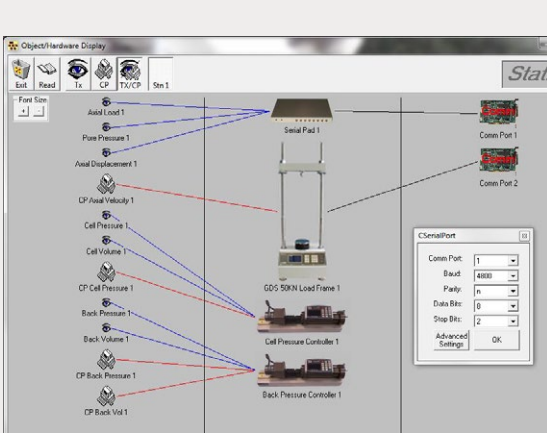 Object/Hardware Display
Exit
Read
Tx
CP
TX/CP
Stn 1
Stat
Font Size
+
-
Axial Load 1
Pore Pressure 1
Axial Displacement 1
CP Axial Velocity 1
Cell Pressure 1
Cell Volume 1
CP Cell Pressure 1
Back Pressure 1
Back Volume 1
CP Back Pressure 1
CP Back Vol 1
Serial Pad 1
GDS 50KN Load Frame 1
Cell Pressure Controller 1
Back Pressure Controller 1
Comm
Comm Port 1
Comm
Comm Port 2
CSerialPort
Comm Port: 1
Baud: 4800
Parity: n
Data Bits: 8
Stop Bits: 2
Advanced
Settings
OK